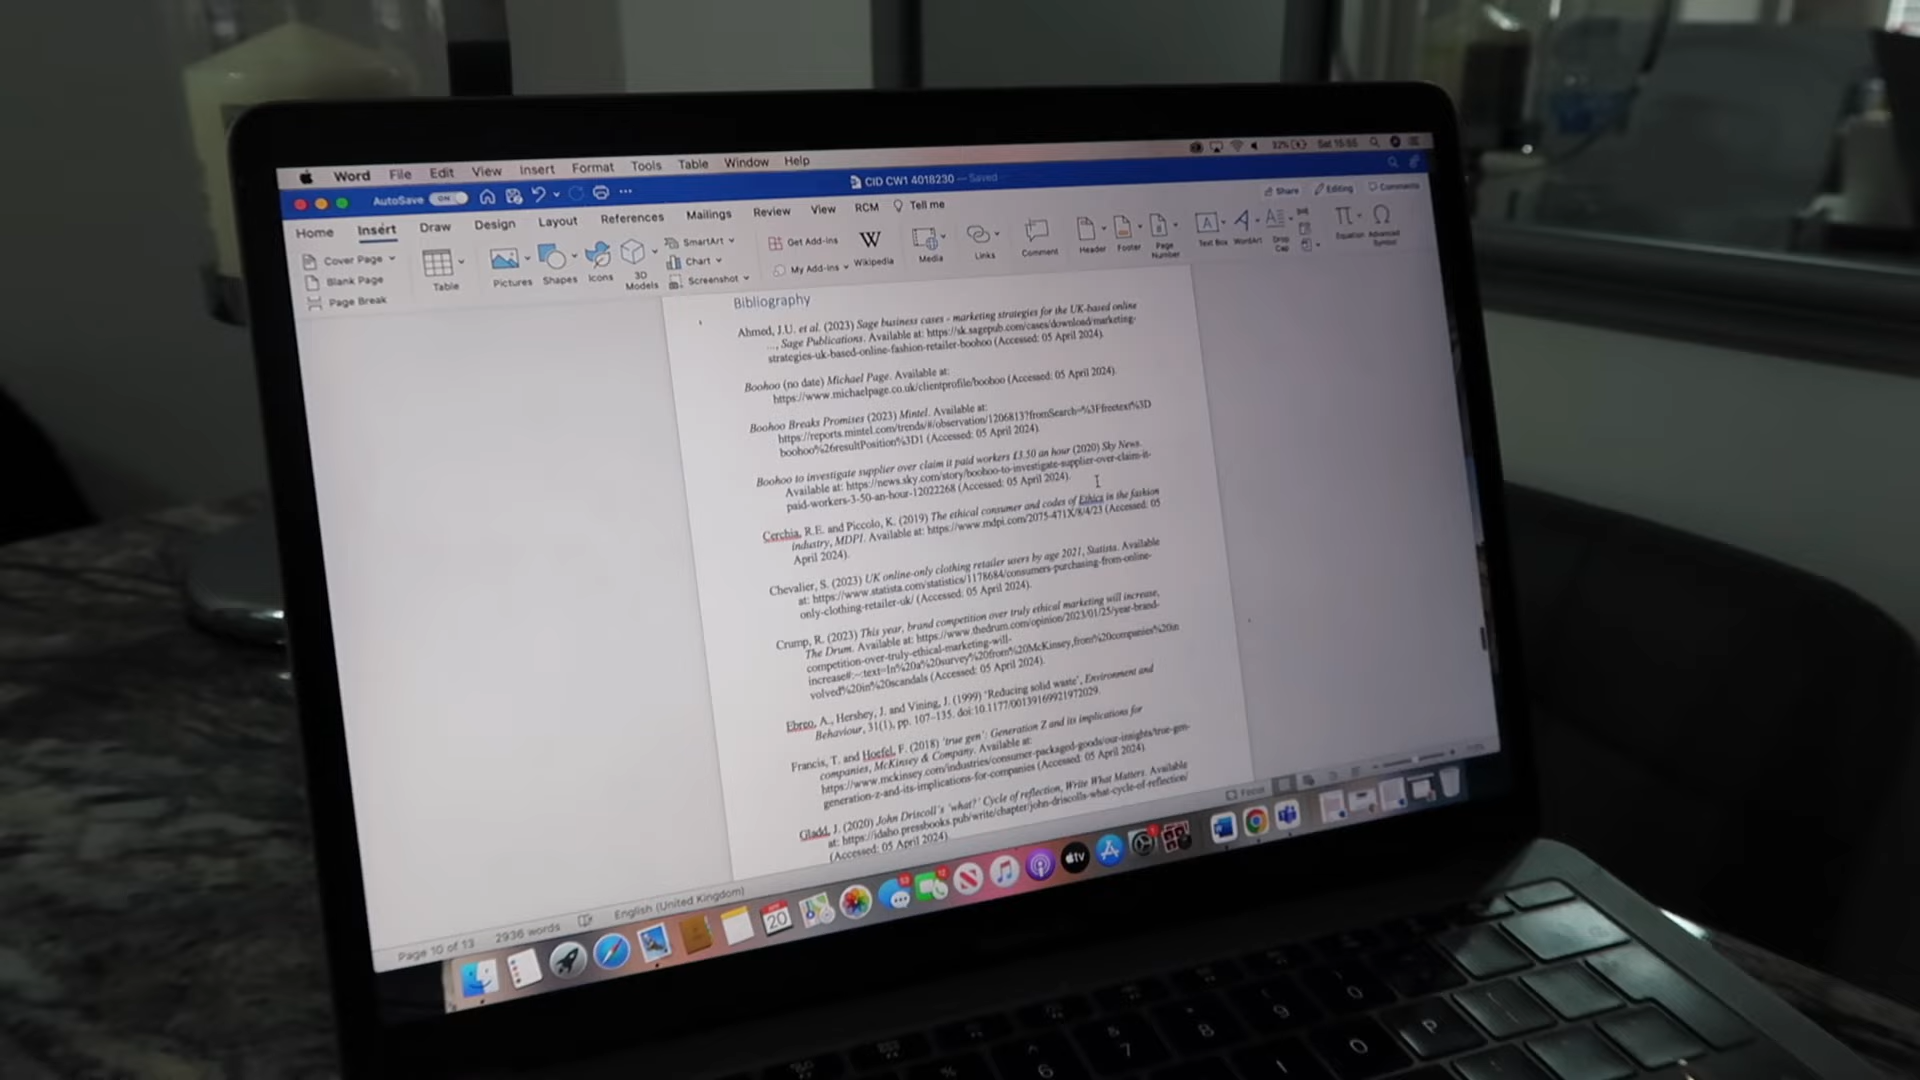 Word File Edit View Insert Format Tools Table Window Help
32% Sat 15:55
AutoSave ON
CID CW1 4018230 — Saved
Home Insert Draw Design Layout References Mailings Review View RCM Tell me
Share Editing Comments
Cover Page
Blank Page
Page Break
Table
Pictures
Shapes
Icons
3D Models
SmartArt
Chart
Screenshot
Get Add-ins
My Add-ins
W
Wikipedia
Media
Links
Comment
Header
Footer
Page Number
Text Box
WordArt
Drop Cap
Equation
Advanced Symbol
Bibliography
Ahmed, J.U. et al. (2023) Sage business cases - marketing strategies for the UK-based online
..., Sage Publications. Available at: https://sk.sagepub.com/cases/download/marketing-
strategies-uk-based-online-fashion-retailer-boohoo (Accessed: 05 April 2024).
Boohoo (no date) Michael Page. Available at:
https://www.michaelpage.co.uk/clientprofile/boohoo (Accessed: 05 April 2024).
Boohoo Breaks Promises (2023) Mintel. Available at:
https://reports.mintel.com/trends/#/observation/1206813?fromSearch=%3Ffreetext%3D
boohoo%26resultPosition%3D1 (Accessed: 05 April 2024).
Boohoo to investigate supplier over claim it paid workers £3.50 an hour (2020) Sky News.
Available at: https://news.sky.com/story/boohoo-to-investigate-supplier-over-claim-it-
paid-workers-3-50-an-hour-12022268 (Accessed: 05 April 2024).
Cerchia, R.E. and Piccolo, K. (2019) The ethical consumer and codes of Ethics in the fashion
industry, MDPI. Available at: https://www.mdpi.com/2075-471X/8/4/23 (Accessed: 05
April 2024).
Chevalier, S. (2023) UK online-only clothing retailer users by age 2021, Statista. Available
at: https://www.statista.com/statistics/1178684/consumers-purchasing-from-online-
only-clothing-retailer-uk/ (Accessed: 05 April 2024).
Crump, R. (2023) This year, brand competition over truly ethical marketing will increase,
The Drum. Available at: https://www.thedrum.com/opinion/2023/01/25/year-brand-
competition-over-truly-ethical-marketing-will-
increase#:~:text=In%20a%20survey%20from%20McKinsey,from%20companies%20in
volved%20in%20scandals (Accessed: 05 April 2024).
Ebreo, A., Hershey, J. and Vining, J. (1999) 'Reducing solid waste', Environment and
Behaviour, 31(1), pp. 107–135. doi:10.1177/00139169921972029.
Francis, T. and Hoefel, F. (2018) 'true gen': Generation Z and its implications for
companies, McKinsey & Company. Available at:
https://www.mckinsey.com/industries/consumer-packaged-goods/our-insights/true-gen-
generation-z-and-its-implications-for-companies (Accessed: 05 April 2024).
Gladd, J. (2020) John Driscoll's 'what?' Cycle of reflection, Write What Matters. Available
at: https://idaho.pressbooks.pub/write/chapter/john-driscolls-what-cycle-of-reflection/
(Accessed: 05 April 2024).
Page 10 of 13 2936 words English (United Kingdom) Focus
20
tv
6 7 8 9 0
I O P